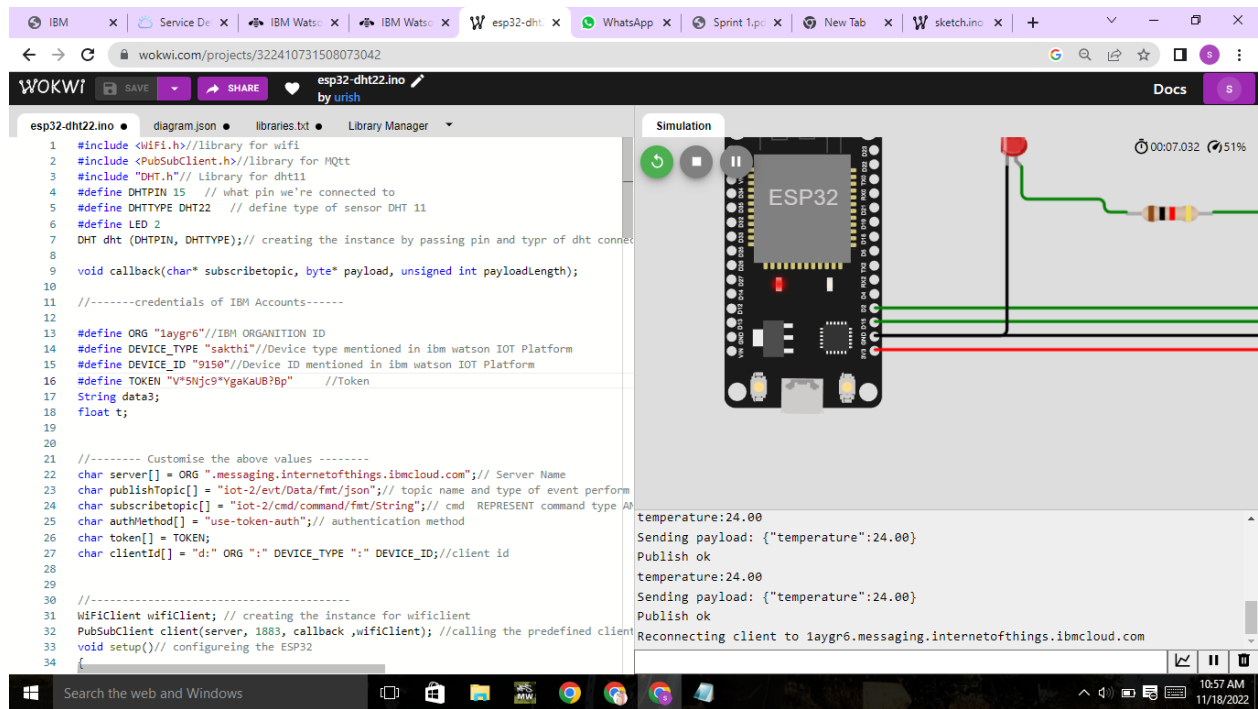 IBM
Service De
IBM Watso
IBM Watso
esp32-dht
WhatsApp
Sprint 1.pd
New Tab
sketch.ino
wokwi.com/projects/322410731508073042
WOKWI
SAVE
SHARE
esp32-dht22.ino
by urish
Docs
S
esp32-dht22.ino
diagram.json
libraries.txt
Library Manager
1 #include <WiFi.h>//library for wifi
2 #include <PubSubClient.h>//library for MQtt
3 #include "DHT.h"// Library for dht11
4 #define DHTPIN 15 // what pin we're connected to
5 #define DHTTYPE DHT22 // define type of sensor DHT 11
6 #define LED 2
7 DHT dht (DHTPIN, DHTTYPE);// creating the instance by passing pin and typr of dht connec
8
9 void callback(char* subscribetopic, byte* payload, unsigned int payloadLength);
10
11 //-------credentials of IBM Accounts------
12
13 #define ORG "1aygr6"//IBM ORGANITION ID
14 #define DEVICE_TYPE "sakthi"//Device type mentioned in ibm watson IOT Platform
15 #define DEVICE_ID "9150"//Device ID mentioned in ibm watson IOT Platform
16 #define TOKEN "V*5Njc9*YgaKaUB?Bp" //Token
17 String data3;
18 float t;
19
20
21 //-------- Customise the above values --------
22 char server[] = ORG ".messaging.internetofthings.ibmcloud.com";// Server Name
23 char publishTopic[] = "iot-2/evt/Data/fmt/json";// topic name and type of event perform
24 char subscribetopic[] = "iot-2/cmd/command/fmt/String";// cmd REPRESENT command type AN
25 char authMethod[] = "use-token-auth";// authentication method
26 char token[] = TOKEN;
27 char clientId[] = "d:" ORG ":" DEVICE_TYPE ":" DEVICE_ID;//client id
28
29
30 //----------------------------------------
31 WiFiClient wifiClient; // creating the instance for wificlient
32 PubSubClient client(server, 1883, callback ,wifiClient); //calling the predefined client
33 void setup()// configureing the ESP32
34 {
Simulation
00:07.032 51%
ESP32
temperature:24.00
Sending payload: {"temperature":24.00}
Publish ok
temperature:24.00
Sending payload: {"temperature":24.00}
Publish ok
Reconnecting client to 1aygr6.messaging.internetofthings.ibmcloud.com
Search the web and Windows
10:57 AM
11/18/2022